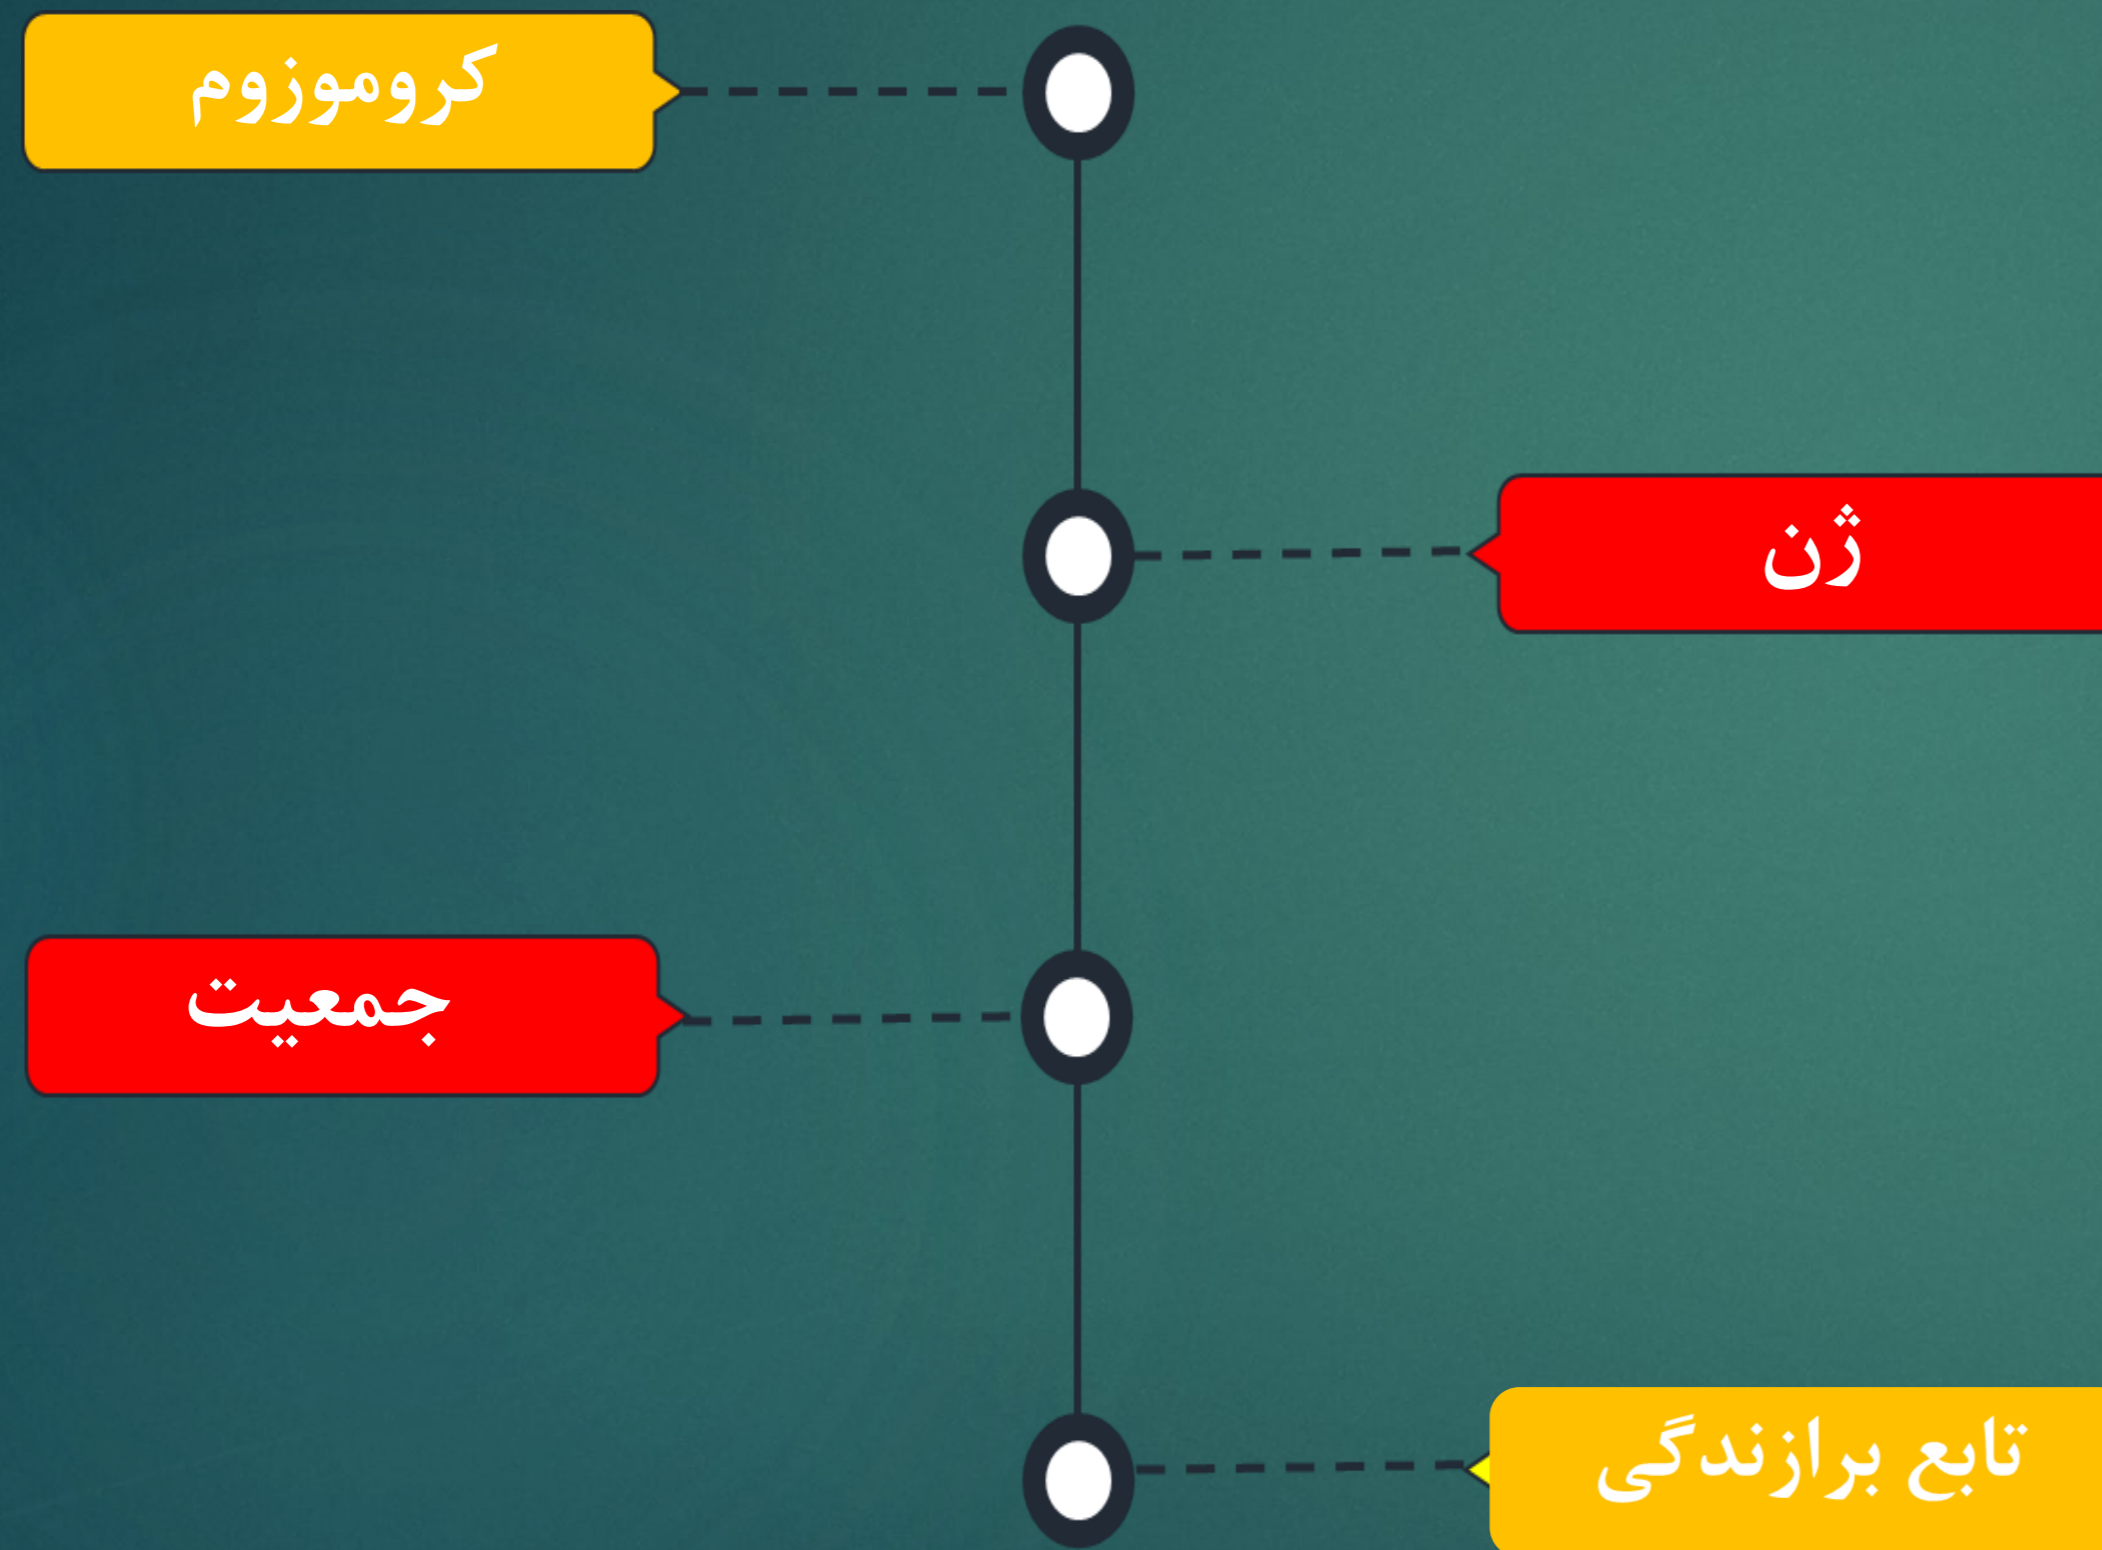 کروموزوم
ژن
جمعیت
تابع برازندگی